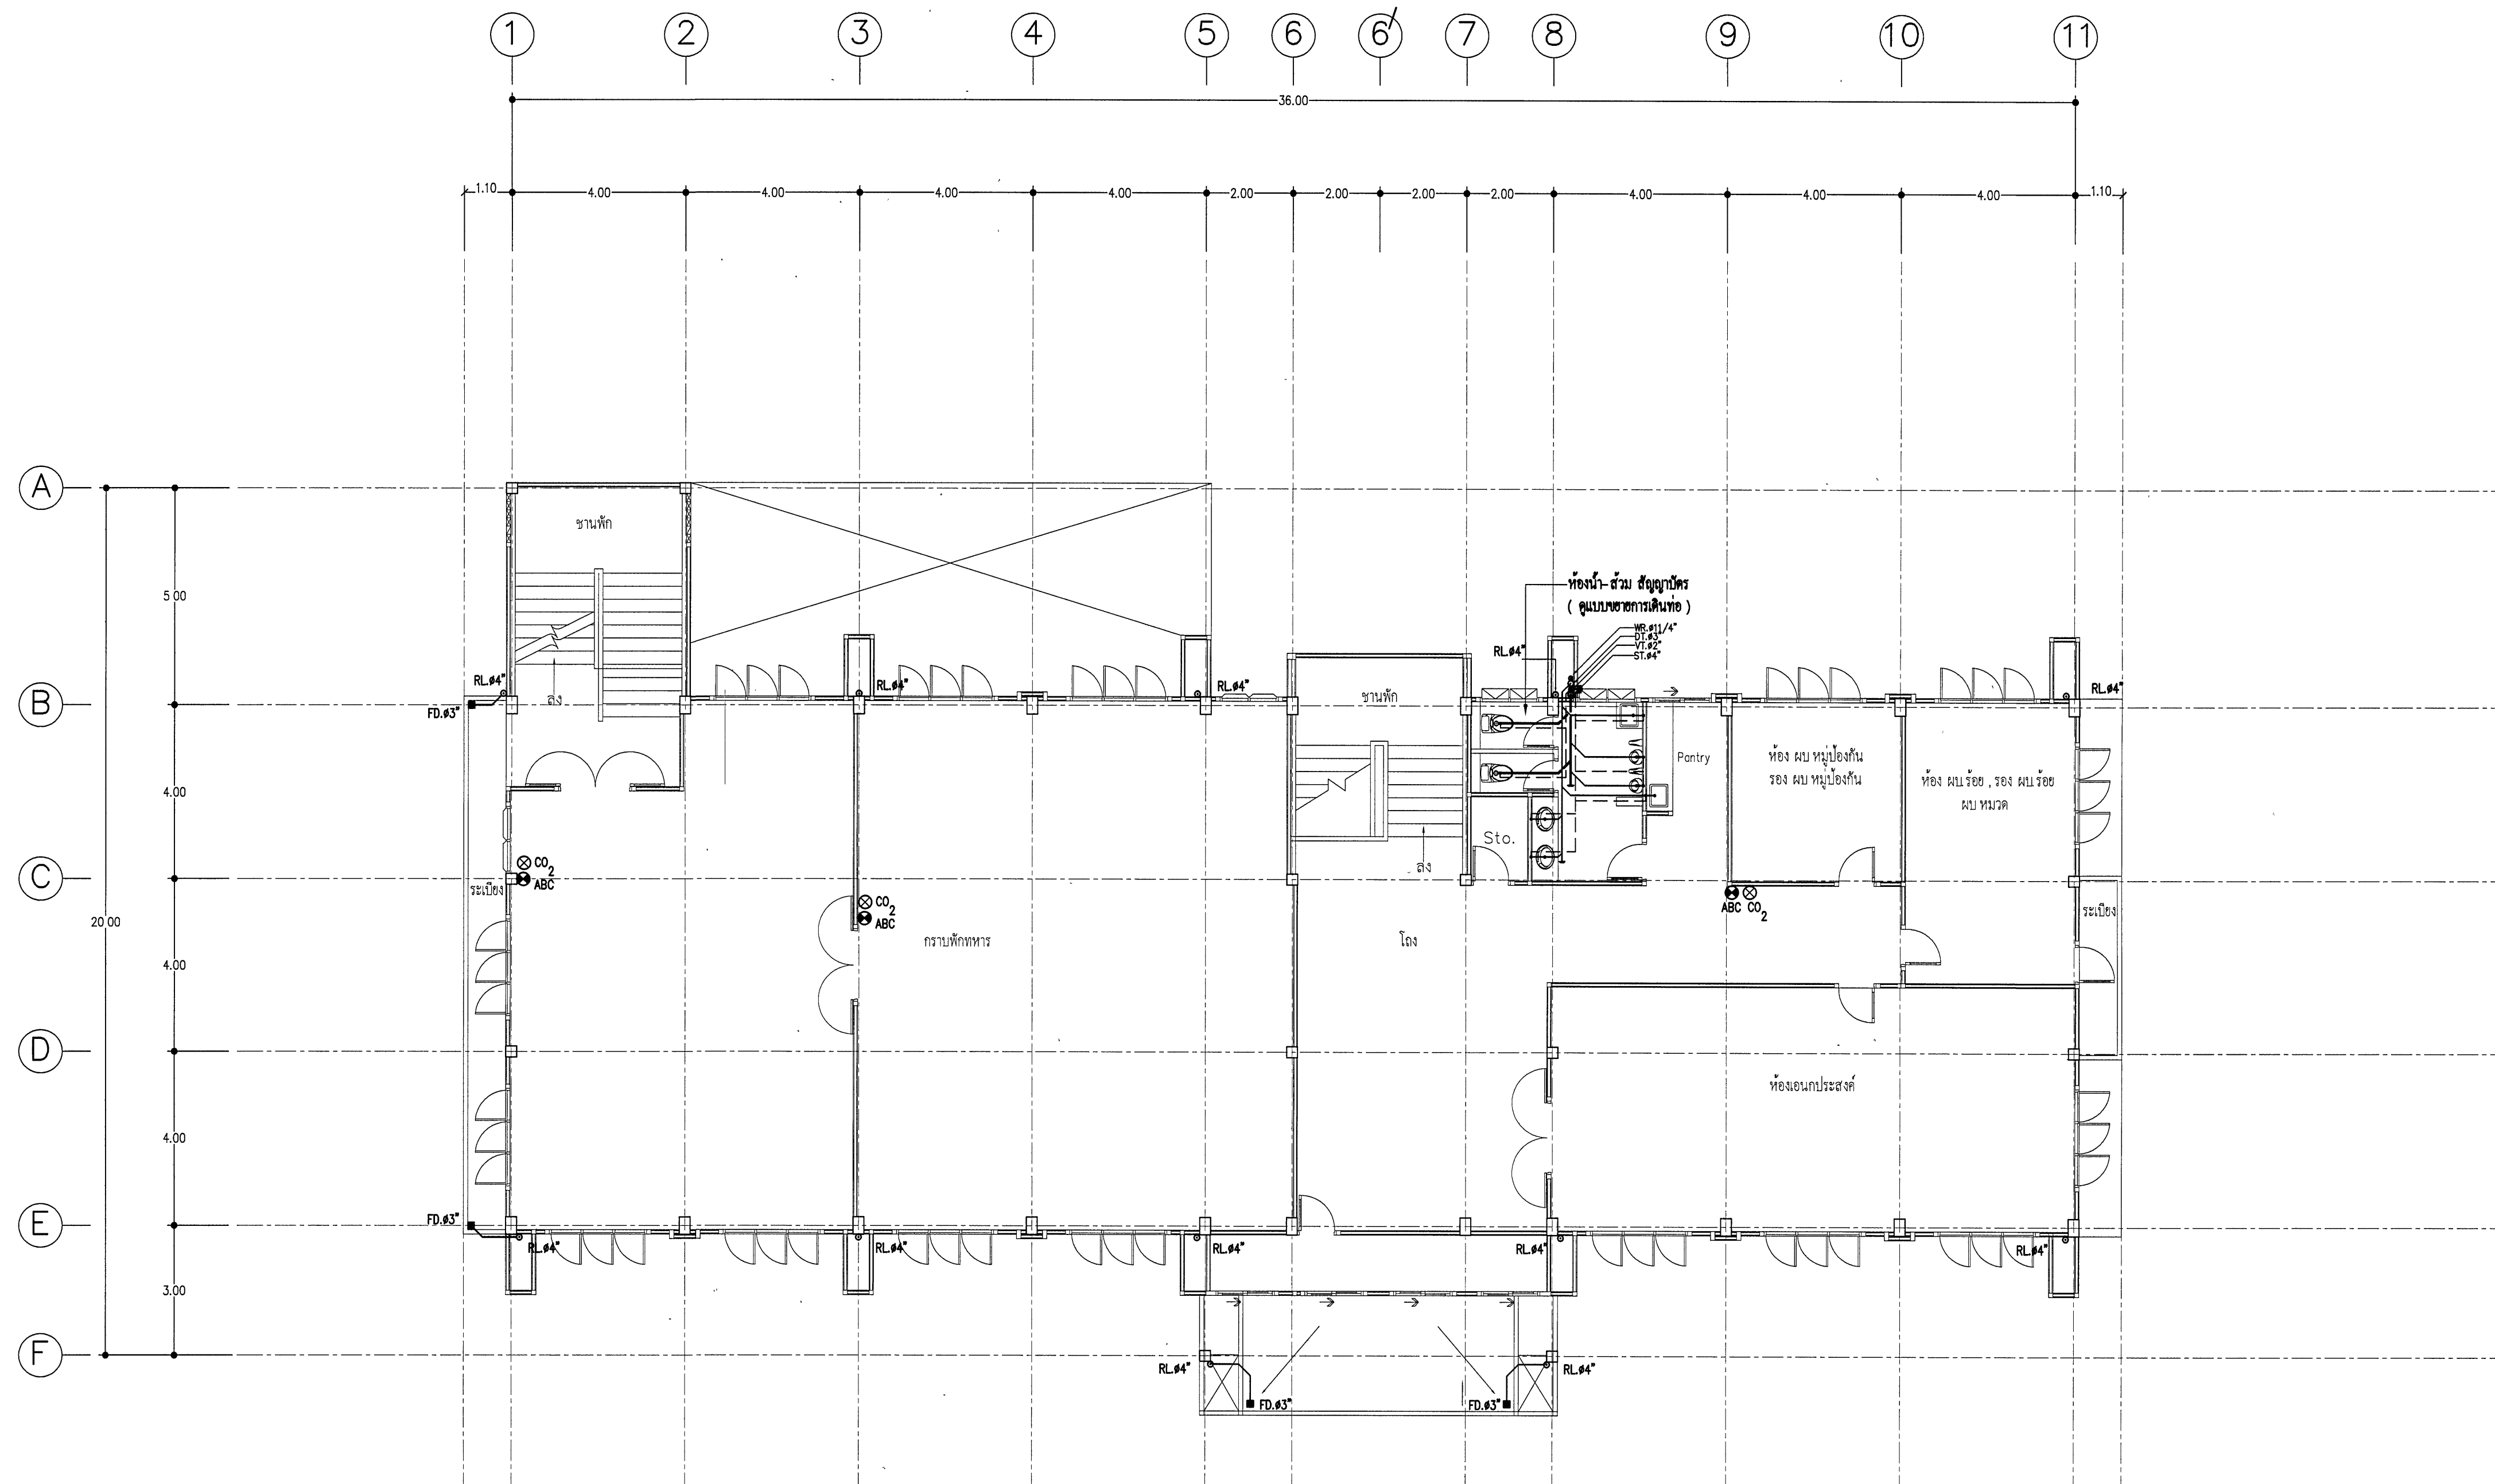 1 2 3 4 5 6 6′ 7 8 9 10 11
36.00
1.10 4.00 4.00 4.00 4.00 2.00 2.00 2.00 2.00 4.00 4.00 4.00 1.10
A
B
C
D
E
F
5.00
4.00
4.00
4.00
3.00
20.00
ชานพัก
ลง
RL.ø4"
FD.ø3"
RL.ø4"
RL.ø4"
ห้องน้ำ-ส้วม สัญญาบัตร
( ดูแบบขยายการเดินท่อ )
WR.ø11/4"
DT.ø3"
VT.ø2"
ST.ø4"
RL.ø4"
RL.ø4"
ชานพัก
ลง
Sto.
Pantry
ห้อง ผบ หมู่ป้องกัน
รอง ผบ หมู่ป้องกัน
ห้อง ผบ.ร้อย , รอง ผบ.ร้อย
ผบ หมวด
CO2
ABC
ระเบียง
CO2
ABC
กราบพักทหาร
โถง
ABC CO2
ระเบียง
ห้องเอนกประสงค์
FD.ø3"
RL.ø4"
RL.ø4"
RL.ø4"
RL.ø4"
RL.ø4"
RL.ø4"
RL.ø4"
FD.ø3"
FD.ø3"